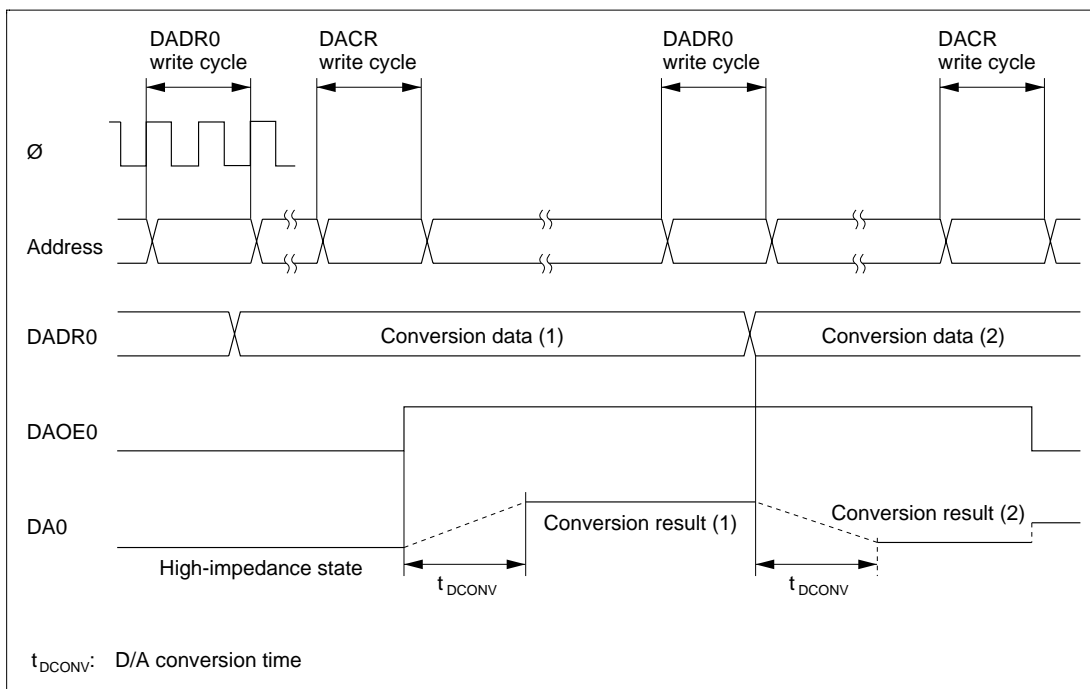 DADR0
write cycle
DACR
write cycle
DADR0
write cycle
DACR
write cycle
Ø
Address
DADR0
Conversion data (1)
Conversion data (2)
DAOE0
DA0
Conversion result (1)
Conversion result (2)
High-impedance state
t DCONV
t DCONV
tDCONV: D/A conversion time